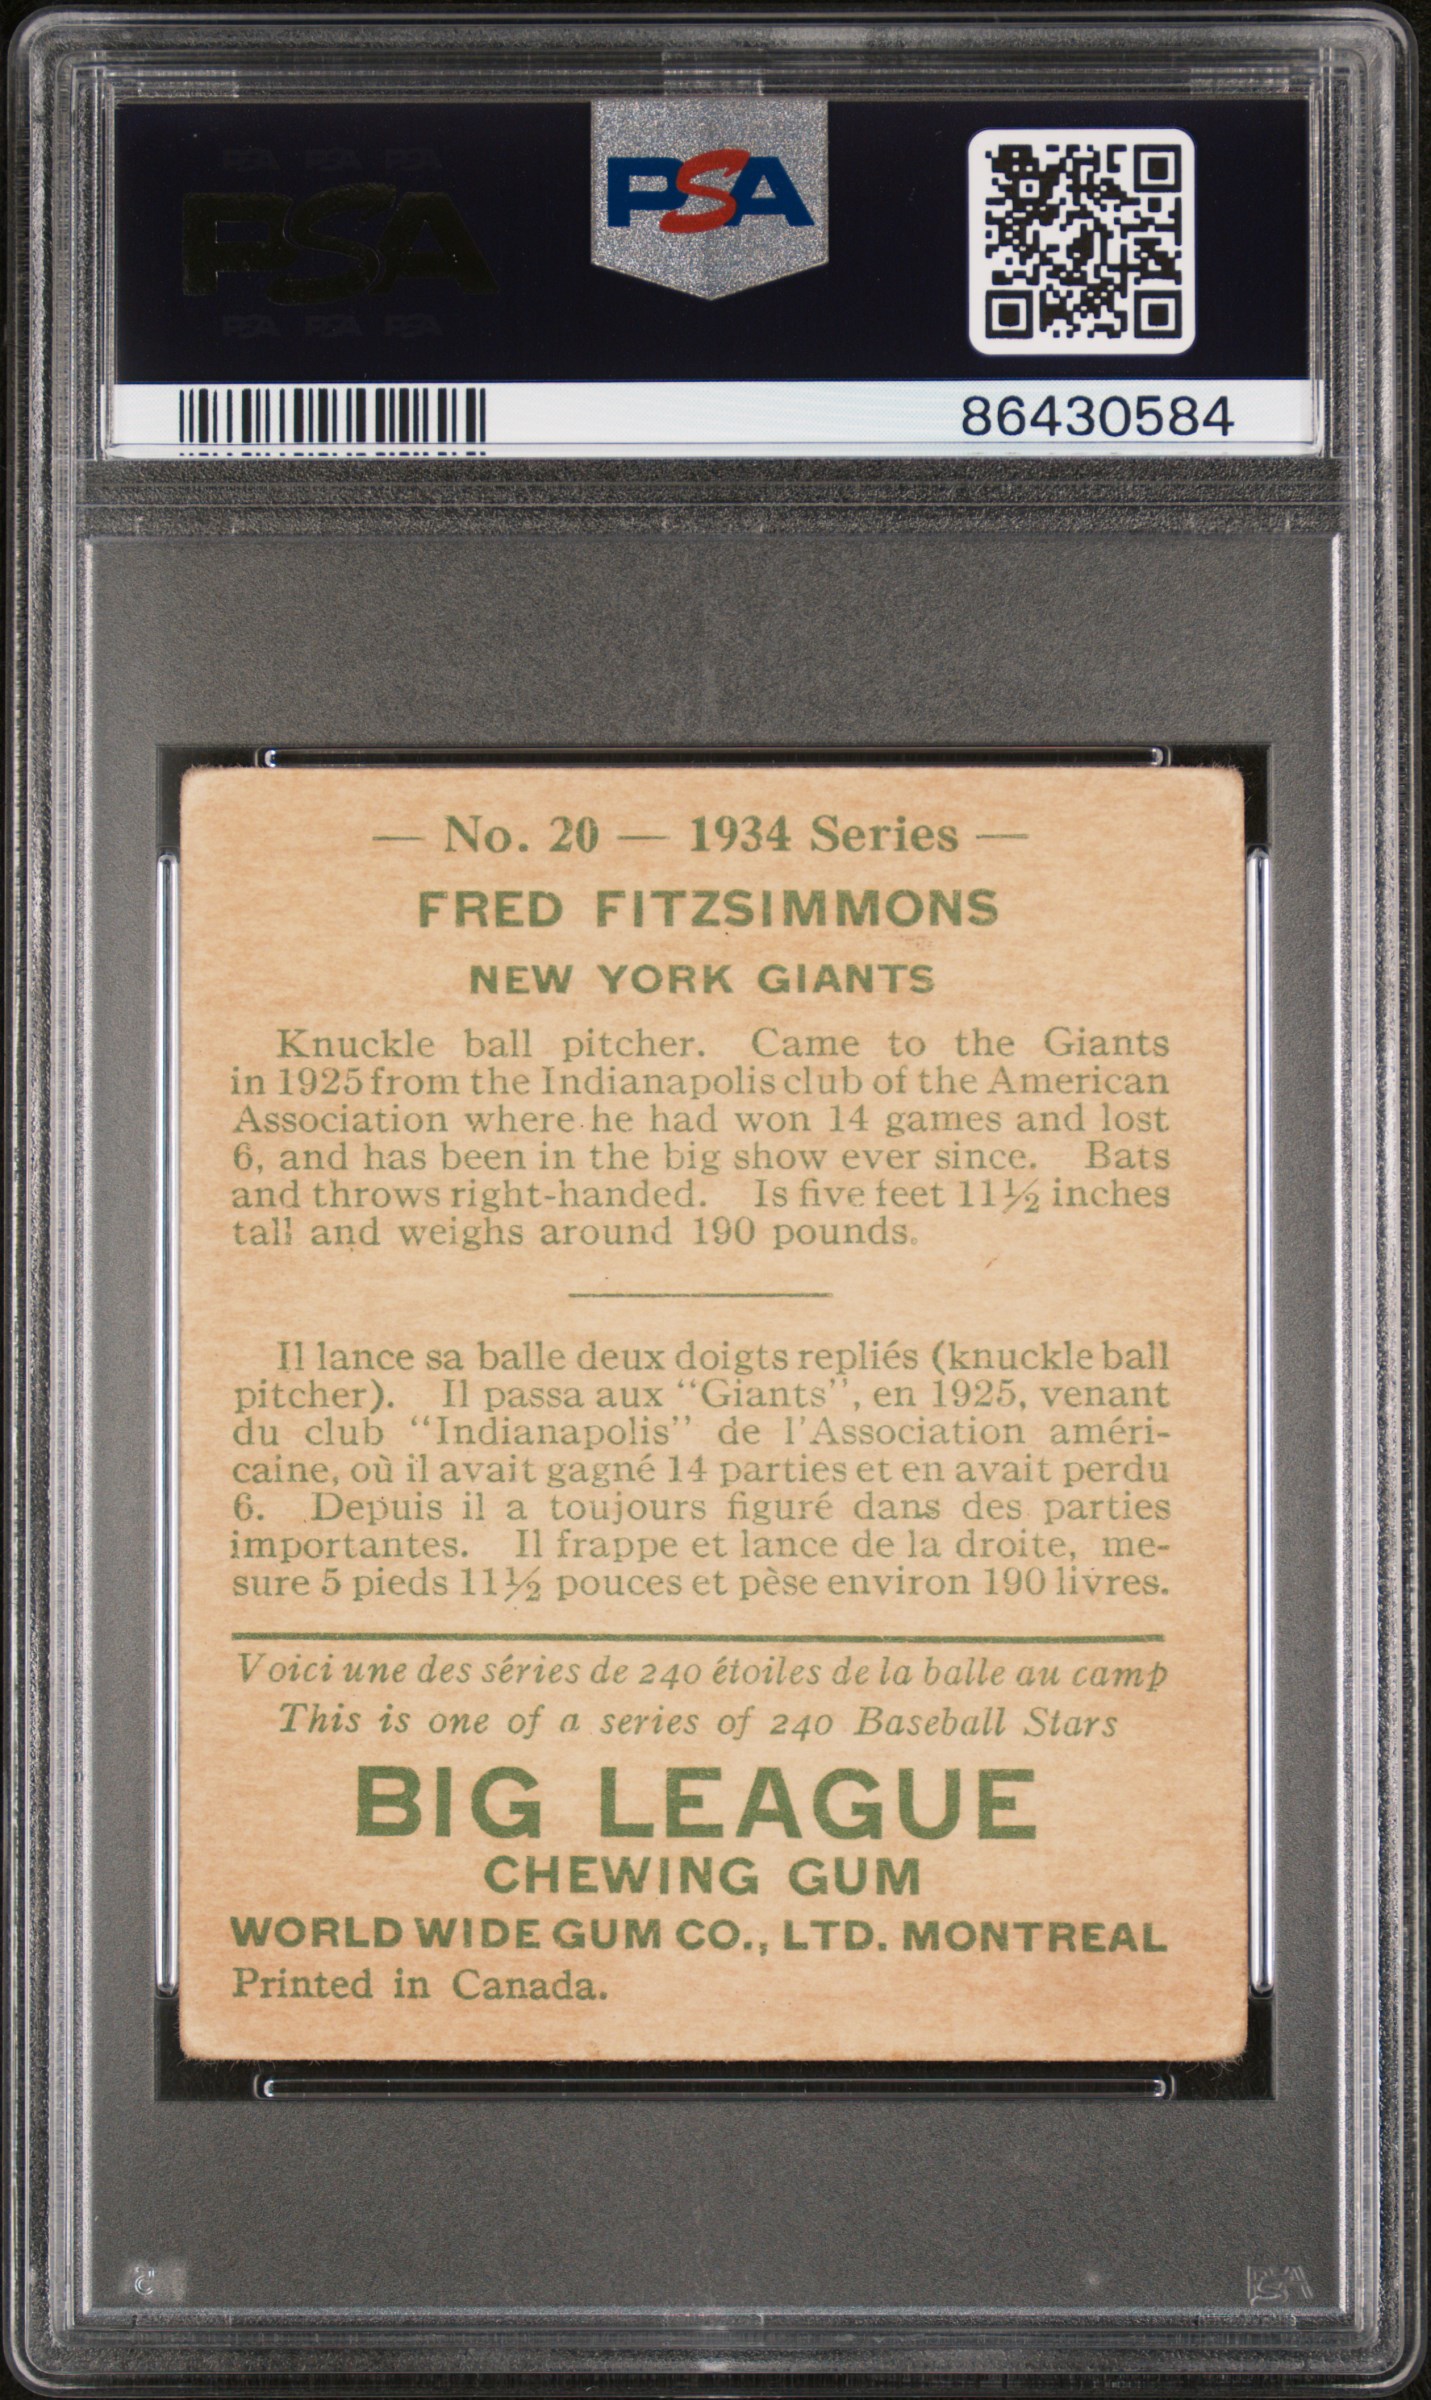 PSA PSA PSA
PSA
PSA PSA PSA
PSA
86430584
— No. 20 — 1934 Series —
FRED FITZSIMMONS
NEW YORK GIANTS
Knuckle ball pitcher. Came to the Giants
in 1925 from the Indianapolis club of the American
Association where he had won 14 games and lost
6, and has been in the big show ever since. Bats
and throws right-handed. Is five feet 11½ inches
tall and weighs around 190 pounds.
Il lance sa balle deux doigts repliés (knuckle ball
pitcher). Il passa aux "Giants", en 1925, venant
du club "Indianapolis" de l'Association améri-
caine, où il avait gagné 14 parties et en avait perdu
6. Depuis il a toujours figuré dans des parties
importantes. Il frappe et lance de la droite, me-
sure 5 pieds 11½ pouces et pèse environ 190 livres.
Voici une des séries de 240 étoiles de la balle au camp
This is one of a series of 240 Baseball Stars
BIG LEAGUE
CHEWING GUM
WORLD WIDE GUM CO., LTD. MONTREAL
Printed in Canada.